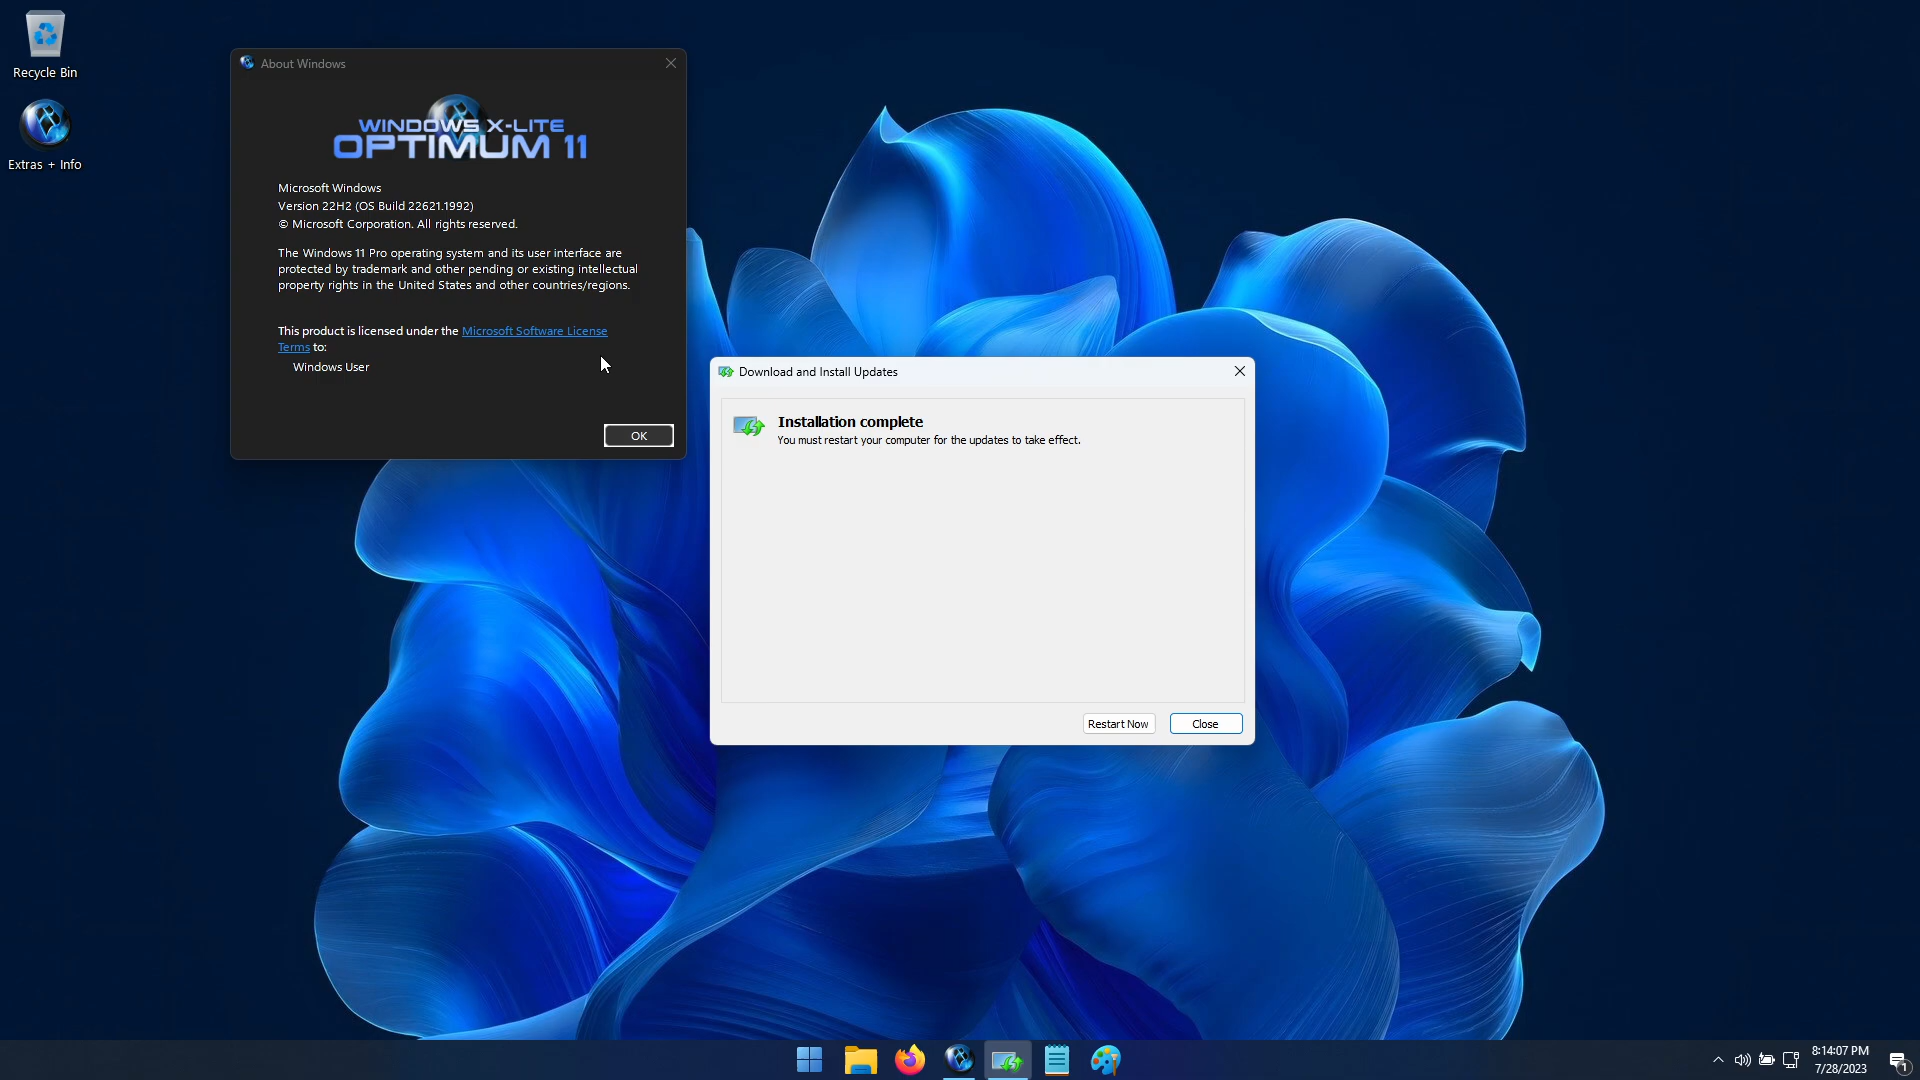 Recycle Bin
Extras + Info
About Windows
WINDOWS X-LITE
OPTIMUM 11
Microsoft Windows
Version 22H2 (OS Build 22621.1992)
© Microsoft Corporation. All rights reserved.
The Windows 11 Pro operating system and its user interface are
protected by trademark and other pending or existing intellectual
property rights in the United States and other countries/regions.
This product is licensed under the Microsoft Software License
Terms to:
Windows User
OK
Download and Install Updates
Installation complete
You must restart your computer for the updates to take effect.
Restart Now
Close
8:14:07 PM
7/28/2023
1